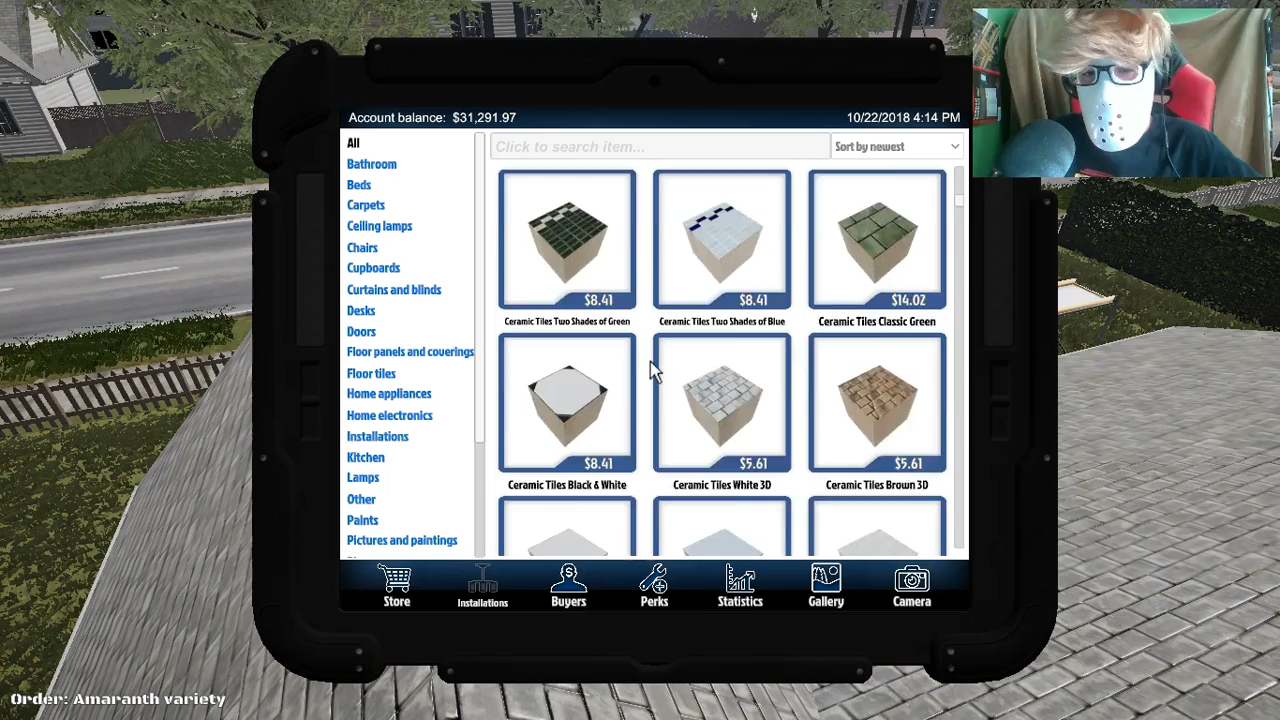 Account balance: $31,291.97
10/22/2018 4:14 PM
All
Bathroom
Beds
Carpets
Ceiling lamps
Chairs
Cupboards
Curtains and blinds
Desks
Doors
Floor panels and coverings
Floor tiles
Home appliances
Home electronics
Installations
Kitchen
Lamps
Other
Paints
Pictures and paintings
Click to search item...
Sort by newest
$8.41
$8.41
$14.02
Ceramic Tiles Two Shades of Green
Ceramic Tiles Two Shades of Blue
Ceramic Tiles Classic Green
$8.41
$5.61
$5.61
Ceramic Tiles Black & White
Ceramic Tiles White 3D
Ceramic Tiles Brown 3D
Store
Installations
Buyers
Perks
Statistics
Gallery
Camera
Order: Amaranth variety